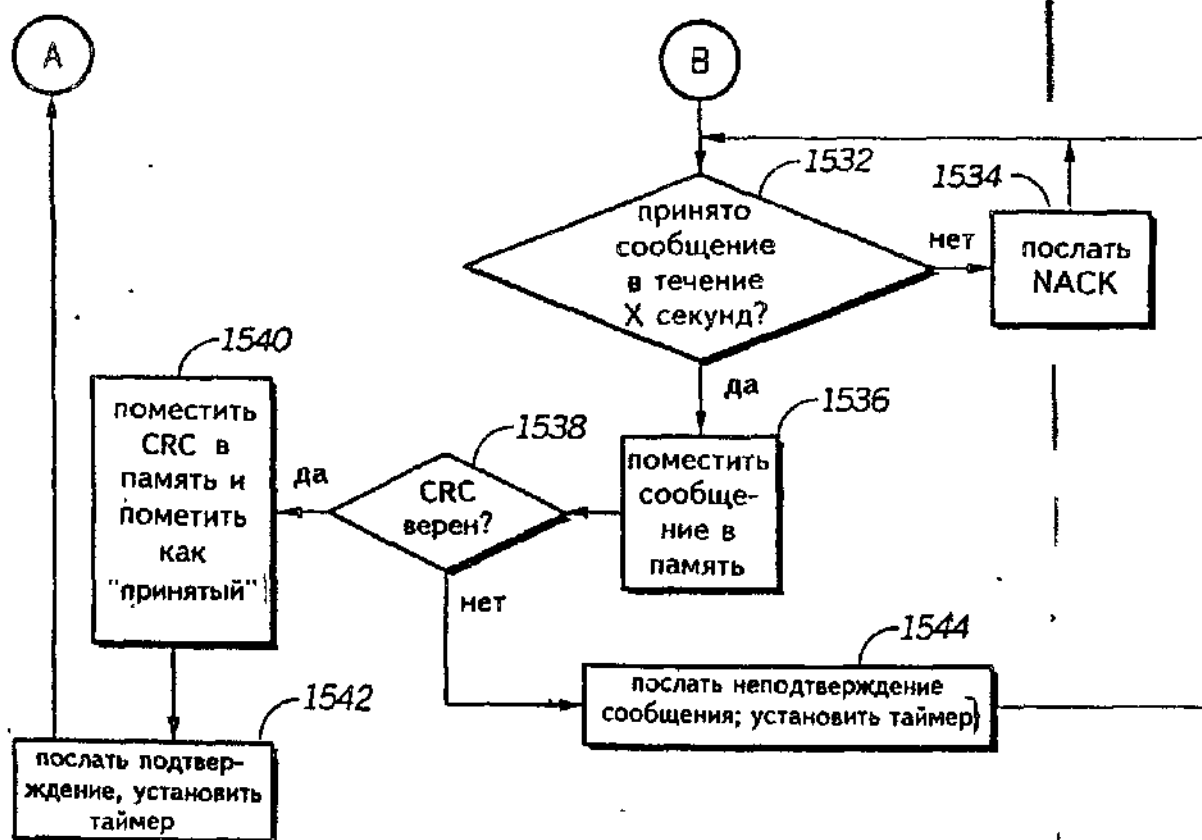 A
B
1532
принято
сообщение
в течение
X секунд?
нет
1534
послать
NACK
да
1536
поместить
сообще-
ние в
память
1538
CRC
верен?
да
нет
1540
поместить
CRC в
память и
пометить
как
"принятый"
1542
послать подтвер-
ждение, установить
таймер
1544
послать неподтверждение
сообщения; установить таймер